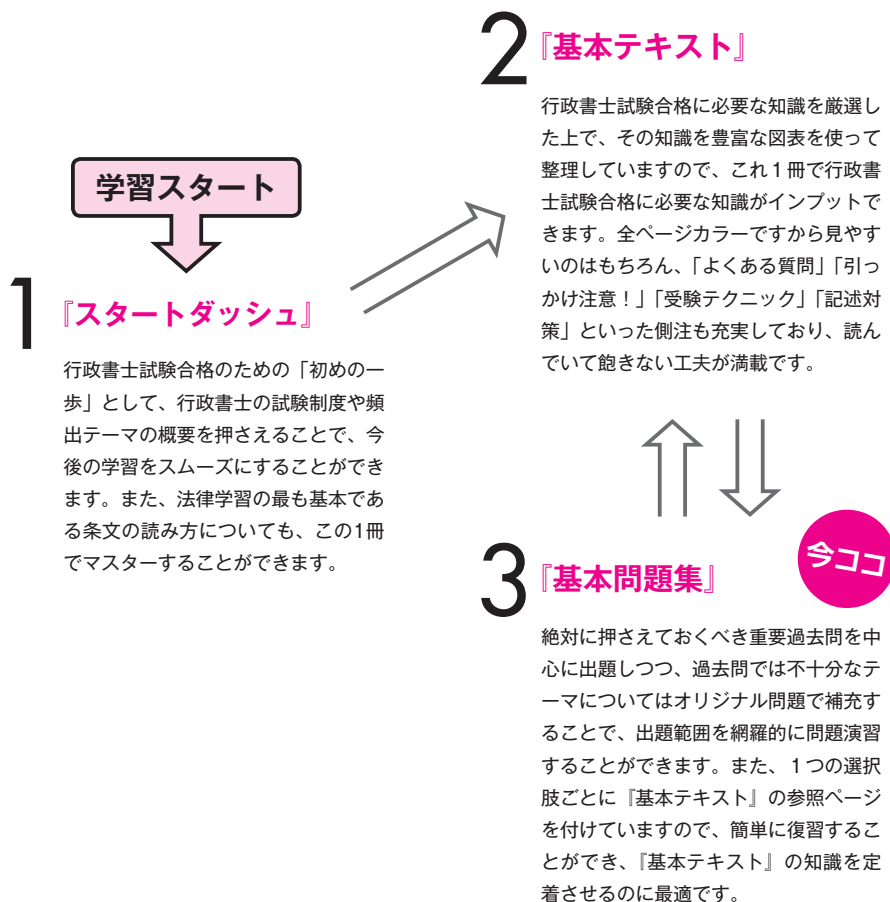 学習スタート
1
『スタートダッシュ』
行政書士試験合格のための「初めの一
歩」として、行政書士の試験制度や頻
出テーマの概要を押さえることで、今
後の学習をスムーズにすることができ
ます。また、法律学習の最も基本であ
る条文の読み方についても、この1冊
でマスターすることができます。
2
『基本テキスト』
行政書士試験合格に必要な知識を厳選し
た上で、その知識を豊富な図表を使って
整理していますので、これ1冊で行政書
士試験合格に必要な知識がインプットで
きます。全ページカラーですから見やす
いのはもちろん、「よくある質問」「引っ
かけ注意！」「受験テクニック」「記述対
策」といった側注も充実しており、読ん
でいて飽きない工夫が満載です。
3
『基本問題集』
今ココ
絶対に押さえておくべき重要過去問を中
心に出題しつつ、過去問では不十分なテ
ーマについてはオリジナル問題で補充す
ることで、出題範囲を網羅的に問題演習
することができます。また、1つの選択
肢ごとに『基本テキスト』の参照ページ
を付けていますので、簡単に復習するこ
とができ、『基本テキスト』の知識を定
着させるのに最適です。